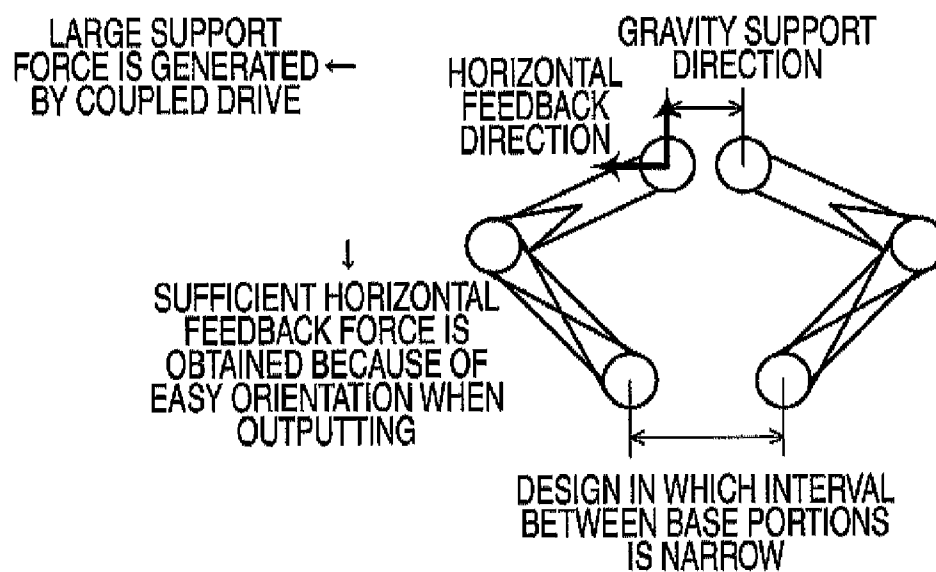 LARGE SUPPORT
FORCE IS GENERATED ←
BY COUPLED DRIVE
GRAVITY SUPPORT
DIRECTION
HORIZONTAL
FEEDBACK
DIRECTION
↓
SUFFICIENT HORIZONTAL
FEEDBACK FORCE IS
OBTAINED BECAUSE OF
EASY ORIENTATION WHEN
OUTPUTTING
DESIGN IN WHICH INTERVAL
BETWEEN BASE PORTIONS
IS NARROW